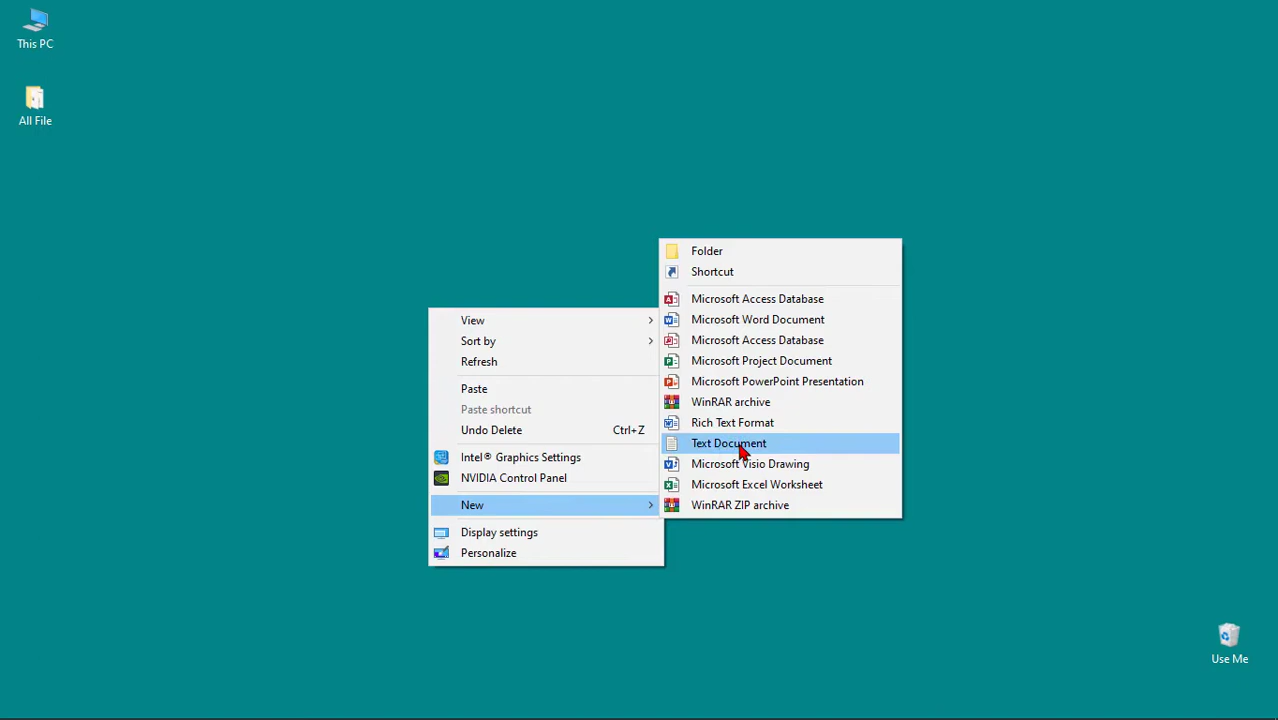 This PC
All File
Folder
Shortcut
Microsoft Access Database
Microsoft Word Document
Microsoft Access Database
Microsoft Project Document
Microsoft PowerPoint Presentation
WinRAR archive
Rich Text Format
Text Document
Microsoft Visio Drawing
Microsoft Excel Worksheet
WinRAR ZIP archive
View
Sort by
Refresh
Paste
Paste shortcut
Undo Delete Ctrl+Z
Intel® Graphics Settings
NVIDIA Control Panel
New
Display settings
Personalize
Use Me